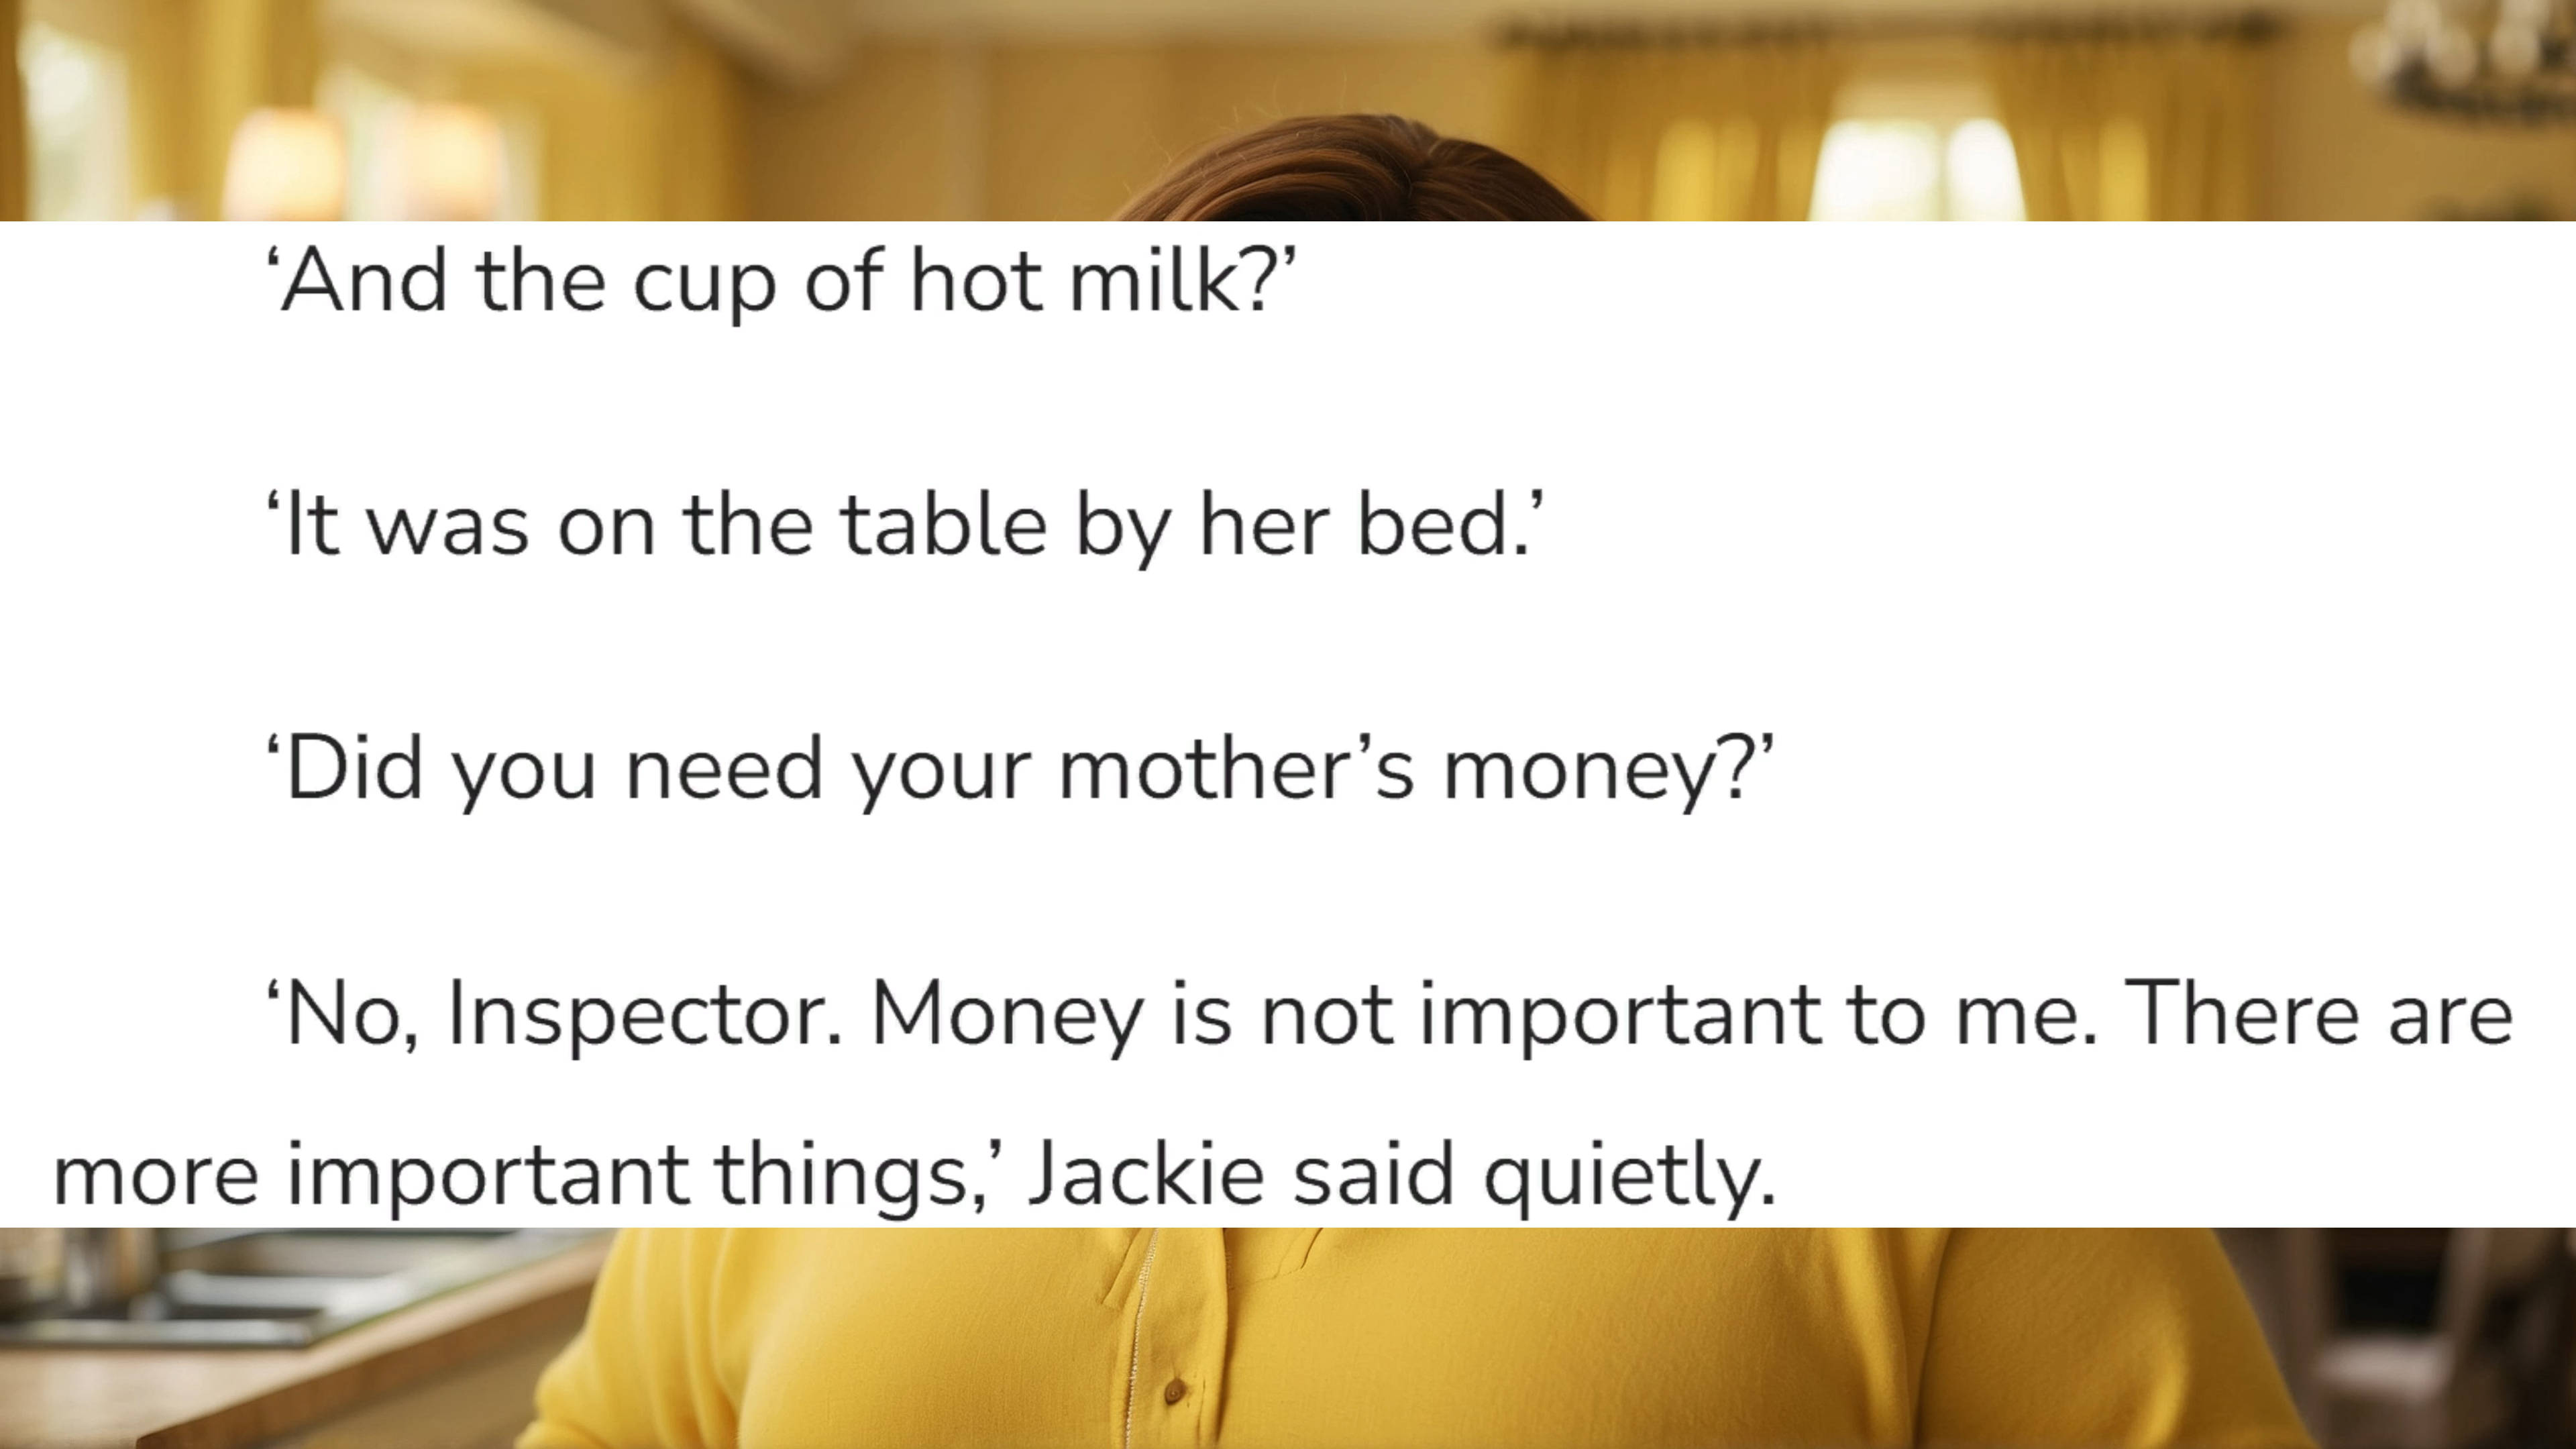 ‘And the cup of hot milk?’
‘It was on the table by her bed.’
‘Did you need your mother’s money?’
‘No, Inspector. Money is not important to me. There are
more important things,’ Jackie said quietly.